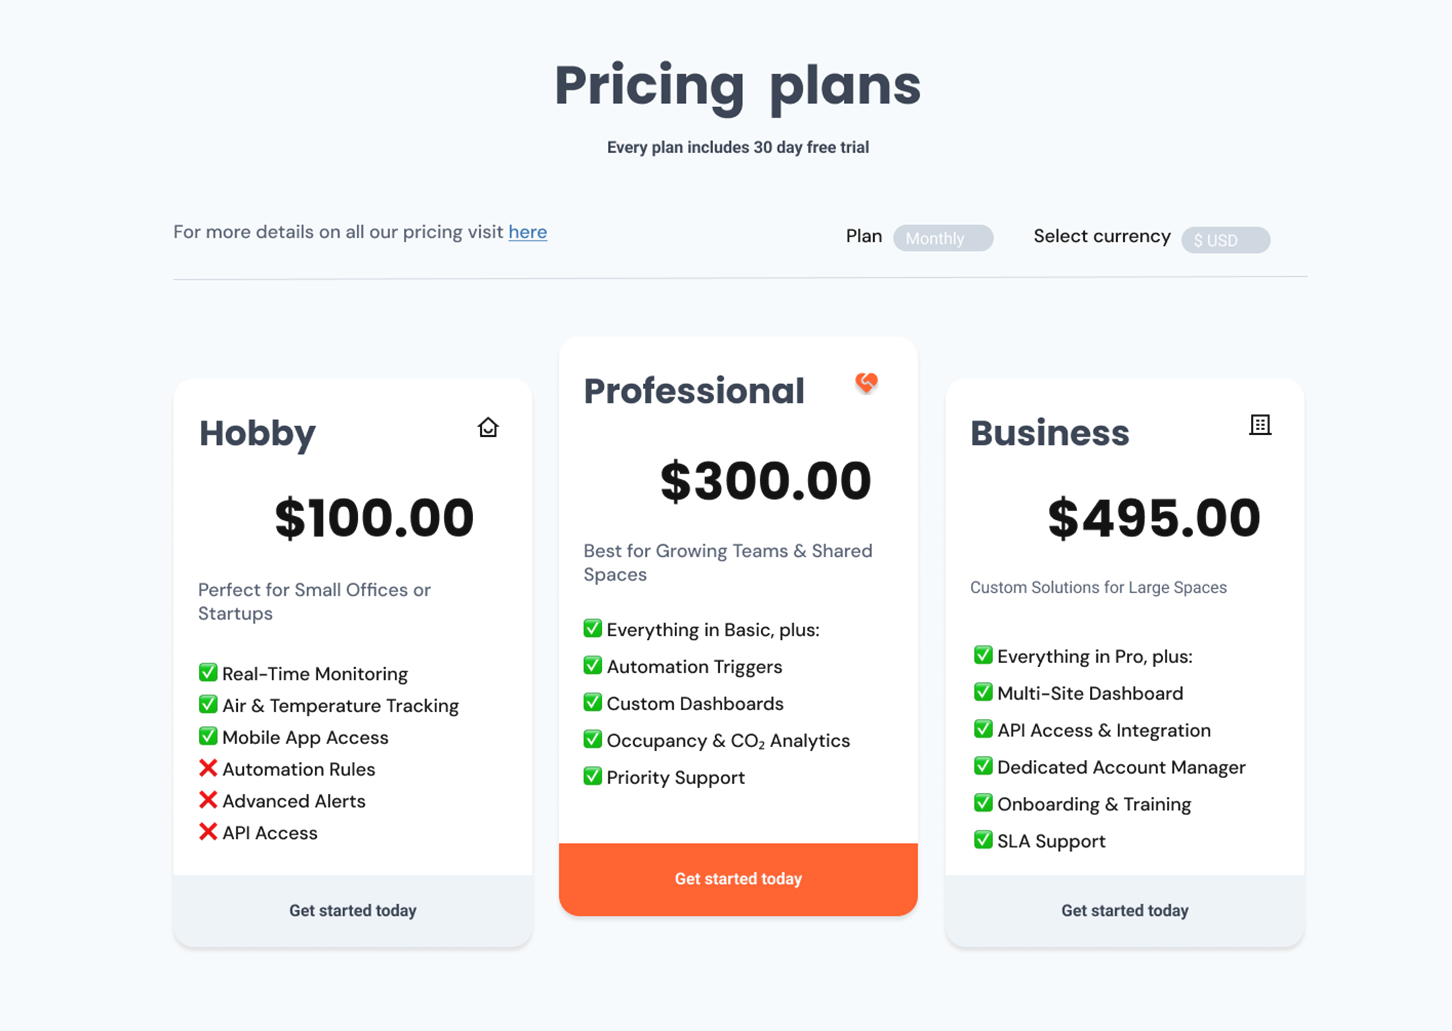 Pricing plans
Every plan includes 30 day free trial
For more details on all our pricing visit here
Plan Monthly Select currency $ USD
Hobby
$100.00
Perfect for Small Offices or
Startups
✅ Real-Time Monitoring
✅ Air & Temperature Tracking
✅ Mobile App Access
❌ Automation Rules
❌ Advanced Alerts
❌ API Access
Get started today
Professional
$300.00
Best for Growing Teams & Shared
Spaces
✅ Everything in Basic, plus:
✅ Automation Triggers
✅ Custom Dashboards
✅ Occupancy & CO₂ Analytics
✅ Priority Support
Get started today
Business
$495.00
Custom Solutions for Large Spaces
✅ Everything in Pro, plus:
✅ Multi-Site Dashboard
✅ API Access & Integration
✅ Dedicated Account Manager
✅ Onboarding & Training
✅ SLA Support
Get started today